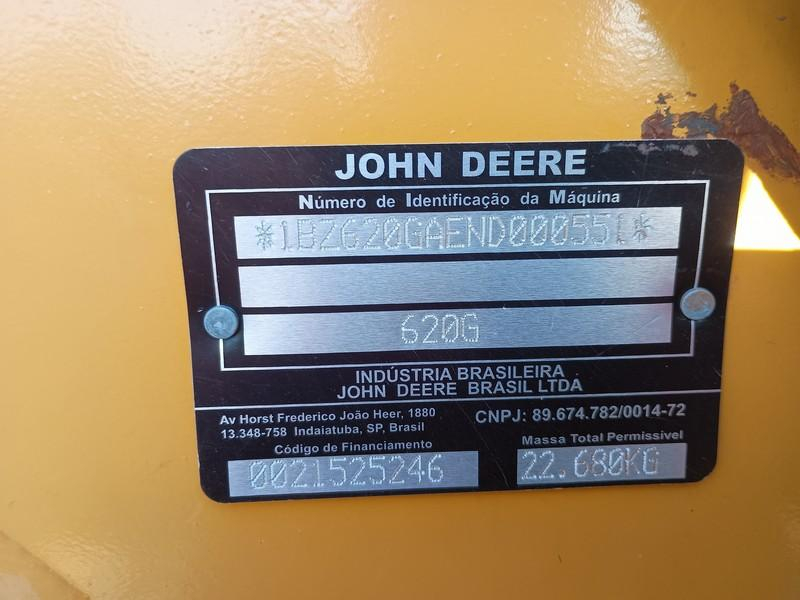 JOHN DEERE
Número de Identificação da Máquina
*1BZ620GAEND000551*
620G
INDÚSTRIA BRASILEIRA
JOHN DEERE BRASIL LTDA
Av Horst Frederico João Heer, 1880
13.348-758 Indaiatuba, SP, Brasil
CNPJ: 89.674.782/0014-72
Código de Financiamento
Massa Total Permissivel
0021525246
22.680KG